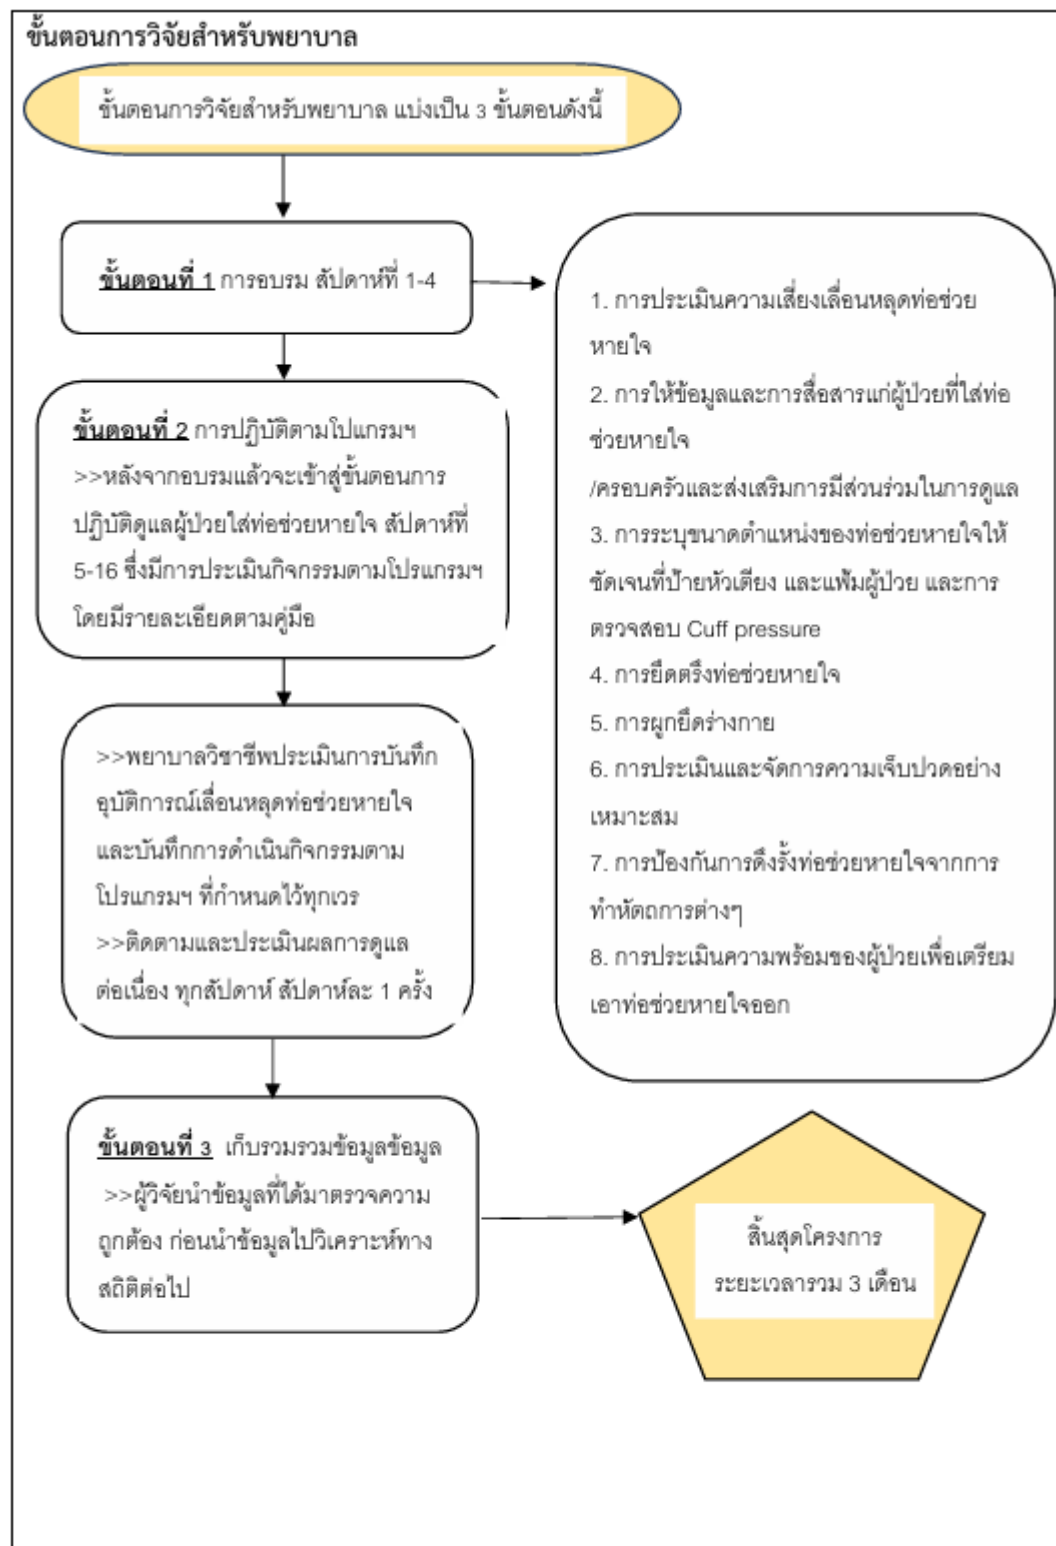 ขั้นตอนการวิจัยสำหรับพยาบาล
ขั้นตอนการวิจัยสำหรับพยาบาล แบ่งเป็น 3 ขั้นตอนดังนี้
ขั้นตอนที่ 1 การอบรม สัปดาห์ที่ 1-4
1. การประเมินความเสี่ยงเลื่อนหลุดท่อช่วย
หายใจ
2. การให้ข้อมูลและการสื่อสารแก่ผู้ป่วยที่ใส่ท่อ
ช่วยหายใจ
/ครอบครัวและส่งเสริมการมีส่วนร่วมในการดูแล
3. การระบุขนาดตำแหน่งของท่อช่วยหายใจให้
ชัดเจนที่ป้ายหัวเตียง และแฟ้มผู้ป่วย และการ
ตรวจสอบ Cuff pressure
4. การยึดตรึงท่อช่วยหายใจ
5. การผูกยึดร่างกาย
6. การประเมินและจัดการความเจ็บปวดอย่าง
เหมาะสม
7. การป้องกันการดึงรั้งท่อช่วยหายใจจากการ
ทำหัตถการต่างๆ
8. การประเมินความพร้อมของผู้ป่วยเพื่อเตรียม
เอาท่อช่วยหายใจออก
ขั้นตอนที่ 2 การปฏิบัติตามโปแกรมฯ
>>หลังจากอบรมแล้วจะเข้าสู่ขั้นตอนการ
ปฏิบัติดูแลผู้ป่วยใส่ท่อช่วยหายใจ สัปดาห์ที่
5-16 ซึ่งมีการประเมินกิจกรรมตามโปรแกรมฯ
โดยมีรายละเอียดตามคู่มือ
>>พยาบาลวิชาชีพประเมินการบันทึก
อุบัติการณ์เลื่อนหลุดท่อช่วยหายใจ
และบันทึกการดำเนินกิจกรรมตาม
โปรแกรมฯ ที่กำหนดไว้ทุกเวร
>>ติดตามและประเมินผลการดูแล
ต่อเนื่อง ทุกสัปดาห์ สัปดาห์ละ 1 ครั้ง
ขั้นตอนที่ 3 เก็บรวมรวมข้อมูลข้อมูล
>>ผู้วิจัยนำข้อมูลที่ได้มาตรวจความ
ถูกต้อง ก่อนนำข้อมูลไปวิเคราะห์ทาง
สถิติต่อไป
สิ้นสุดโครงการ
ระยะเวลารวม 3 เดือน